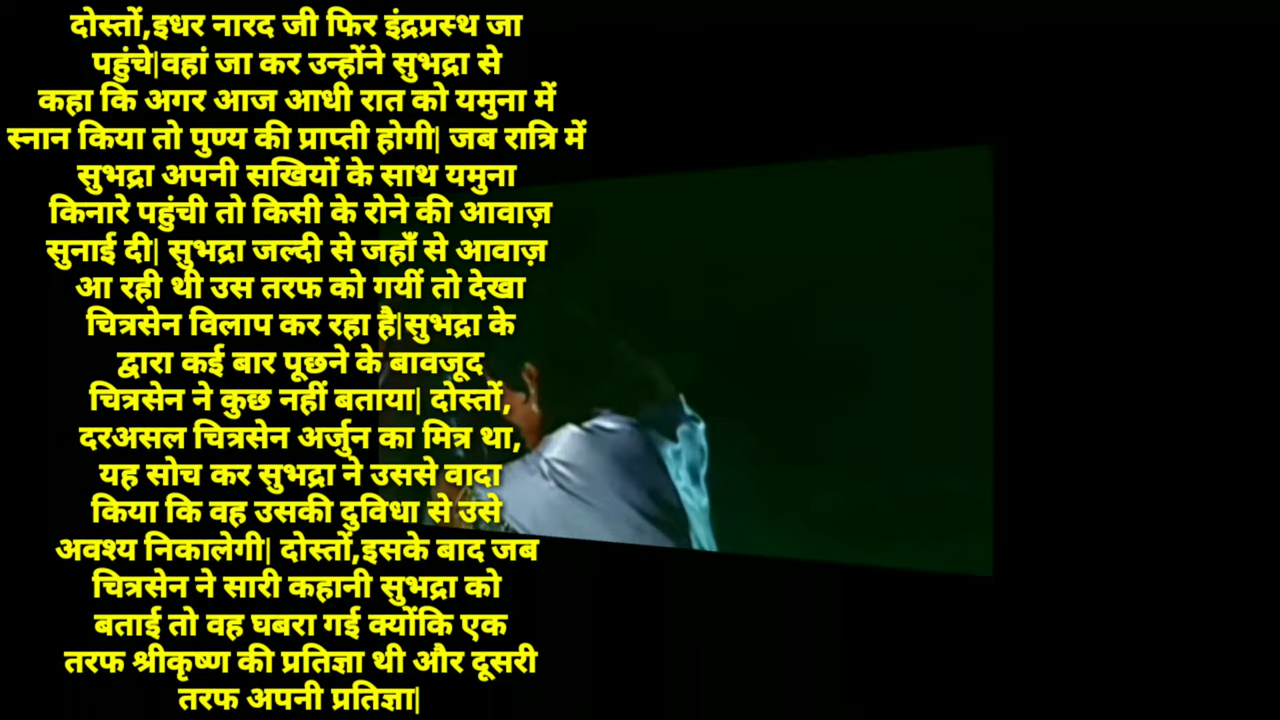 दोस्तों,इधर नारद जी फिर इंद्रप्रस्थ जा
पहुंचे|वहां जा कर उन्होंने सुभद्रा से
कहा कि अगर आज आधी रात को यमुना में
स्नान किया तो पुण्य की प्राप्ती होगी| जब रात्रि में
सुभद्रा अपनी सखियों के साथ यमुना
किनारे पहुंची तो किसी के रोने की आवाज़
सुनाई दी| सुभद्रा जल्दी से जहाँ से आवाज़
आ रही थी उस तरफ को गयीं तो देखा
चित्रसेन विलाप कर रहा है|सुभद्रा के
द्वारा कई बार पूछने के बावजूद
चित्रसेन ने कुछ नहीं बताया| दोस्तों,
दरअसल चित्रसेन अर्जुन का मित्र था,
यह सोच कर सुभद्रा ने उससे वादा
किया कि वह उसकी दुविधा से उसे
अवश्य निकालेगी| दोस्तों,इसके बाद जब
चित्रसेन ने सारी कहानी सुभद्रा को
बताई तो वह घबरा गई क्योंकि एक
तरफ श्रीकृष्ण की प्रतिज्ञा थी और दूसरी
तरफ अपनी प्रतिज्ञा|